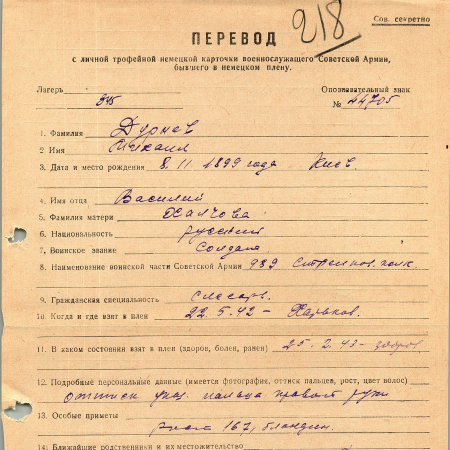 218
Сов. секретно
ПЕРЕВОД
с личной трофейной немецкой карточки военнослужащего Советской Армии,
бывшего в немецком плену.
Лагерь 345 Опознавательный знак
№ 44705
1. Фамилия Дурнев
2. Имя Михаил
3. Дата и место рождения 8. 11 1899 года Киев.
4. Имя отца Василий
5. Фамилия матери Халчова
6. Национальность русский
7. Воинское звание Солдат
8. Наименование воинской части Советской Армии 989 Стрелков. полк.
9. Гражданская специальность слесарь.
10. Когда и где взят в плен 22. 5. 42 – Харьков.
11. В каком состоянии взят в плен (здоров, болен, ранен) 25. 2. 43 – здоров
12. Подробные персональные данные (имеется фотография, оттиск пальцев, рост, цвет волос)
оттиск указ. пальца правой руки
13. Особые приметы
рост 167, блондин.
14. Ближайшие родственники и их местожительство